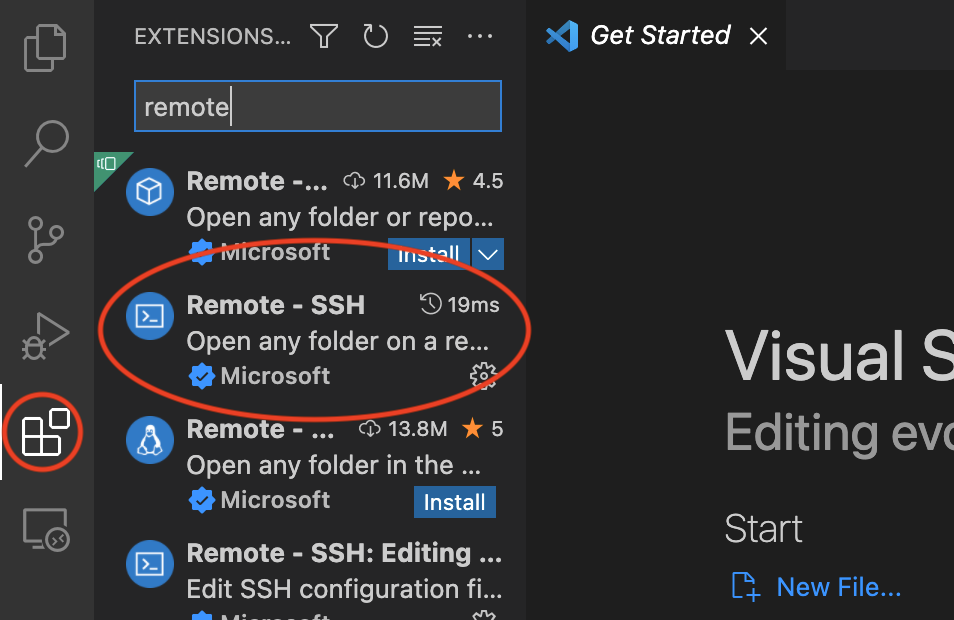 EXTENSIONS...
Get Started
remote
Remote -... 11.6M 4.5
Open any folder or repo...
Microsoft Install
Remote - SSH 19ms
Open any folder on a re...
Microsoft
Remote - ... 13.8M 5
Open any folder in the ...
Microsoft Install
Remote - SSH: Editing ...
Edit SSH configuration fi...
Microsoft
Visual S
Editing evo
Start
New File...